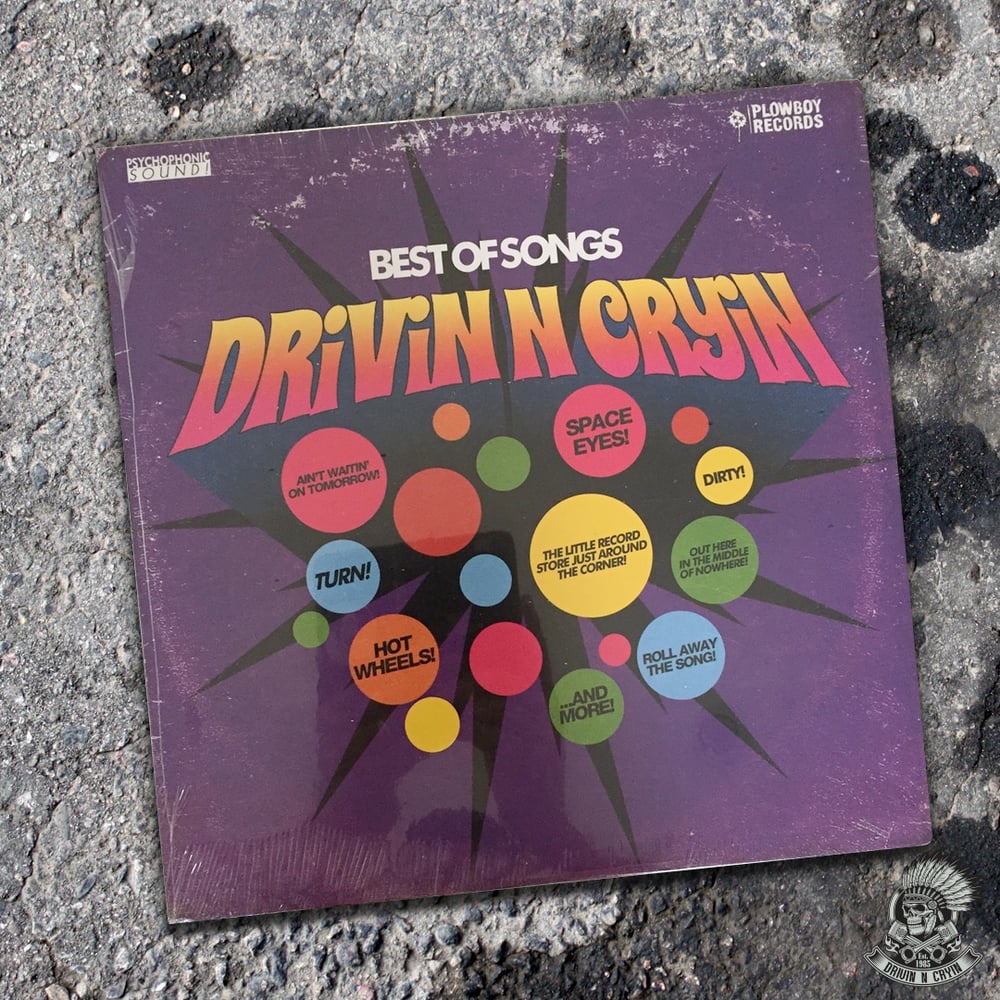 PSYCHOPHONIC
SOUND!
PLOWBOY
RECORDS
BEST OF SONGS
DRiViN N CRYiN
AIN'T WAITIN'
ON TOMORROW!
SPACE
EYES!
DIRTY!
TURN!
THE LITTLE RECORD
STORE JUST AROUND
THE CORNER!
OUT HERE
IN THE MIDDLE
OF NOWHERE!
HOT
WHEELS!
ROLL AWAY
THE SONG!
...AND
MORE!
Est.
1985
DRIVIN N CRYIN